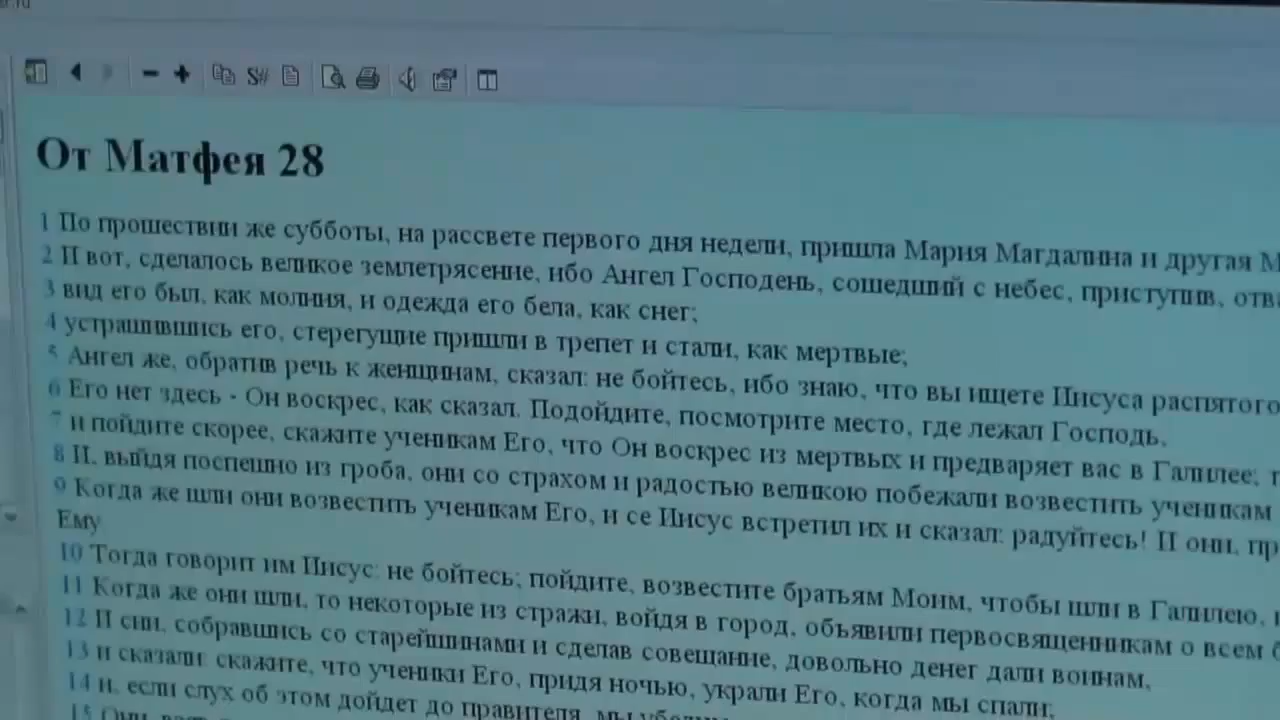 S#
От Матфея 28
1 По прошествии же субботы, на рассвете первого дня недели, пришла Мария Магдалина и другая М
2 И вот, сделалось великое землетрясение, ибо Ангел Господень, сошедший с небес, приступив, отва
3 вид его был, как молния, и одежда его бела, как снег;
4 устрашившись его, стерегущие пришли в трепет и стали, как мертвые;
5 Ангел же, обратив речь к женщинам, сказал: не бойтесь, ибо знаю, что вы ищете Иисуса распятого
6 Его нет здесь - Он воскрес, как сказал. Подойдите, посмотрите место, где лежал Господь,
7 и пойдите скорее, скажите ученикам Его, что Он воскрес из мертвых и предваряет вас в Галилее;
8 И, выйдя поспешно из гроба, они со страхом и радостью великою побежали возвестить ученикам
9 Когда же шли они возвестить ученикам Его, и се Иисус встретил их и сказал: радуйтесь! И они, пр
Ему
10 Тогда говорит им Иисус: не бойтесь; пойдите, возвестите братьям Моим, чтобы шли в Галилею,
11 Когда же они шли, то некоторые из стражи, войдя в город, объявили первосвященникам о всем б
12 И сии, собравшись со старейшинами и сделав совещание, довольно денег дали воинам,
13 и сказали: скажите, что ученики Его, придя ночью, украли Его, когда мы спали;
14 и, если слух об этом дойдет до правителя, мы
15 Они,